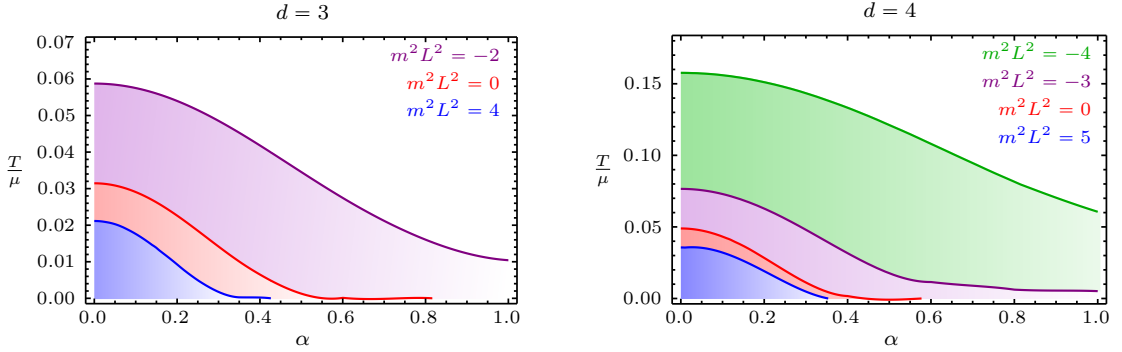 d = 3
0.07
0.06
0.05
0.04
0.03
0.02
0.01
0.00
T/μ
m²L² = −2
m²L² = 0
m²L² = 4
0.0 0.2 0.4 0.6 0.8 1.0
α
d = 4
0.15
0.10
0.05
0.00
T/μ
m²L² = −4
m²L² = −3
m²L² = 0
m²L² = 5
0.0 0.2 0.4 0.6 0.8 1.0
α